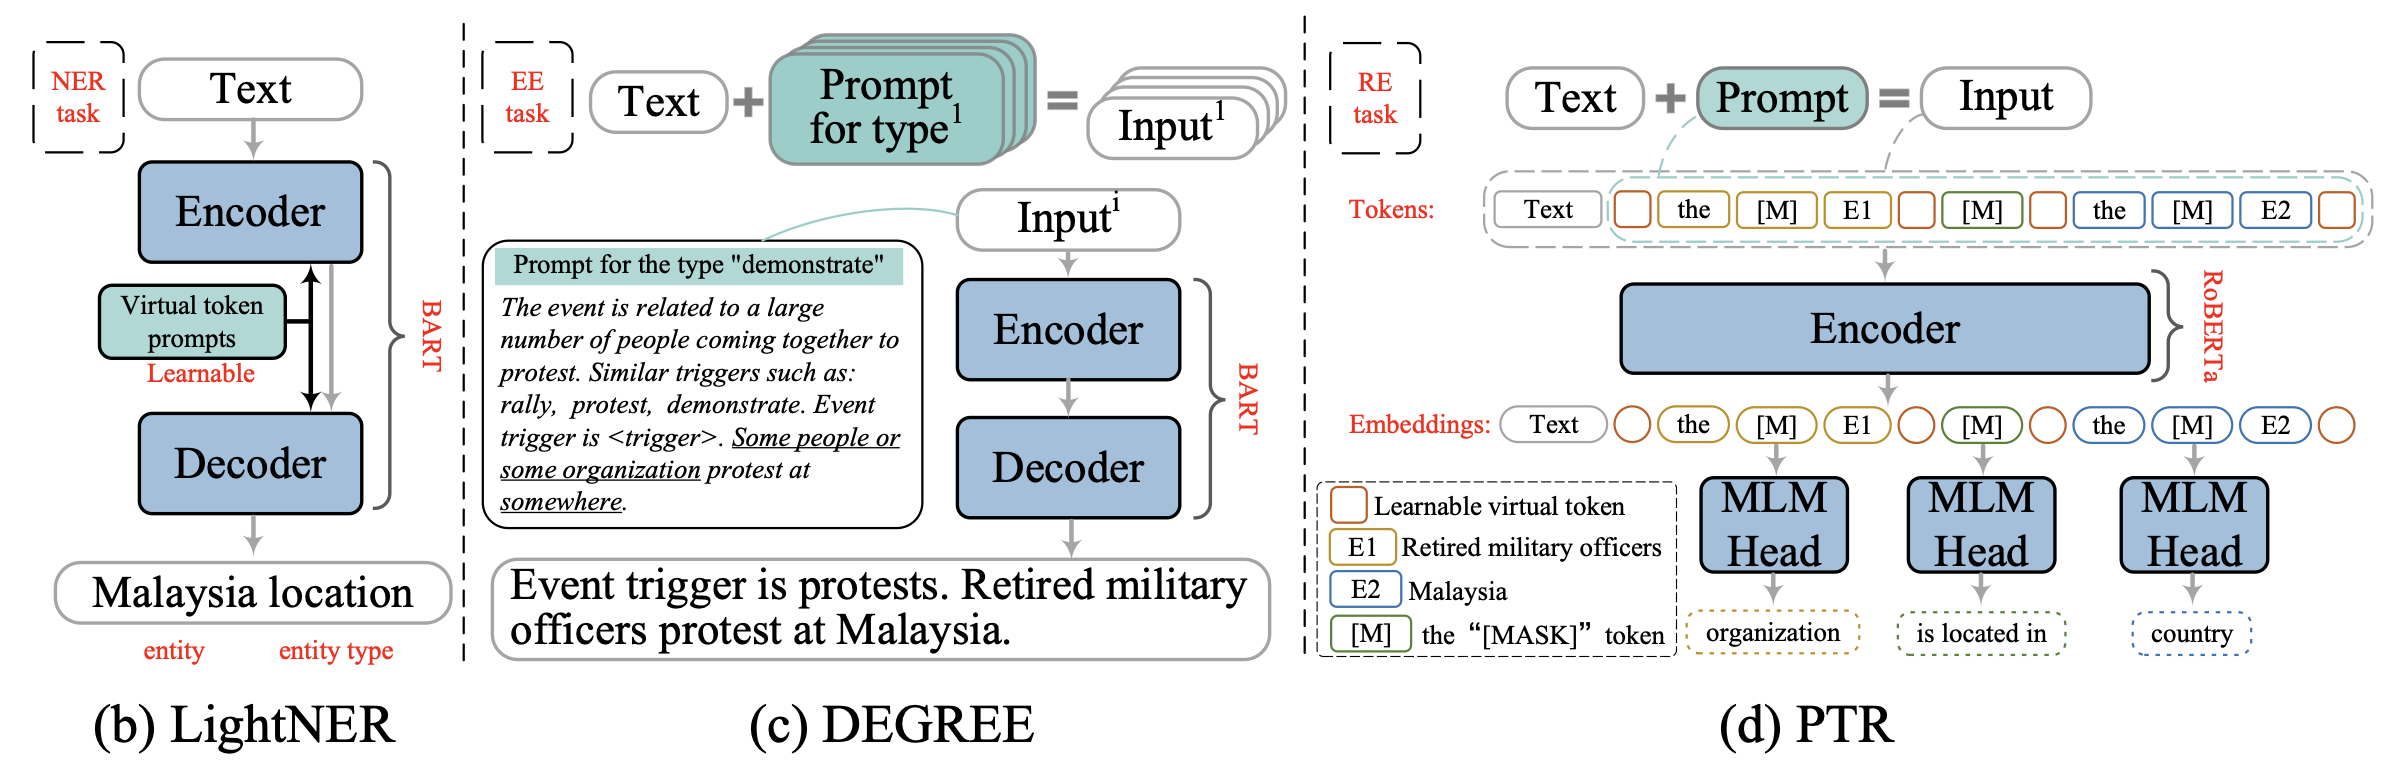 NER
task
Text
Encoder
Virtual token
prompts
Learnable
BART
Decoder
Malaysia location
entity
entity type
(b) LightNER
EE
task
Text
+
Prompt
for type¹
=
Input¹
Inputⁱ
Prompt for the type "demonstrate"
The event is related to a large
number of people coming together to
protest. Similar triggers such as:
rally, protest, demonstrate. Event
trigger is <trigger>. Some people or
some organization protest at
somewhere.
Encoder
Decoder
BART
Event trigger is protests. Retired military
officers protest at Malaysia.
(c) DEGREE
RE
task
Text + Prompt = Input
Tokens: Text the [M] E1 [M] the [M] E2
Encoder
RoBERTa
Embeddings: Text the [M] E1 [M] the [M] E2
MLM
Head
MLM
Head
MLM
Head
organization
is located in
country
Learnable virtual token
E1 Retired military officers
E2 Malaysia
[M] the “[MASK]” token
(d) PTR